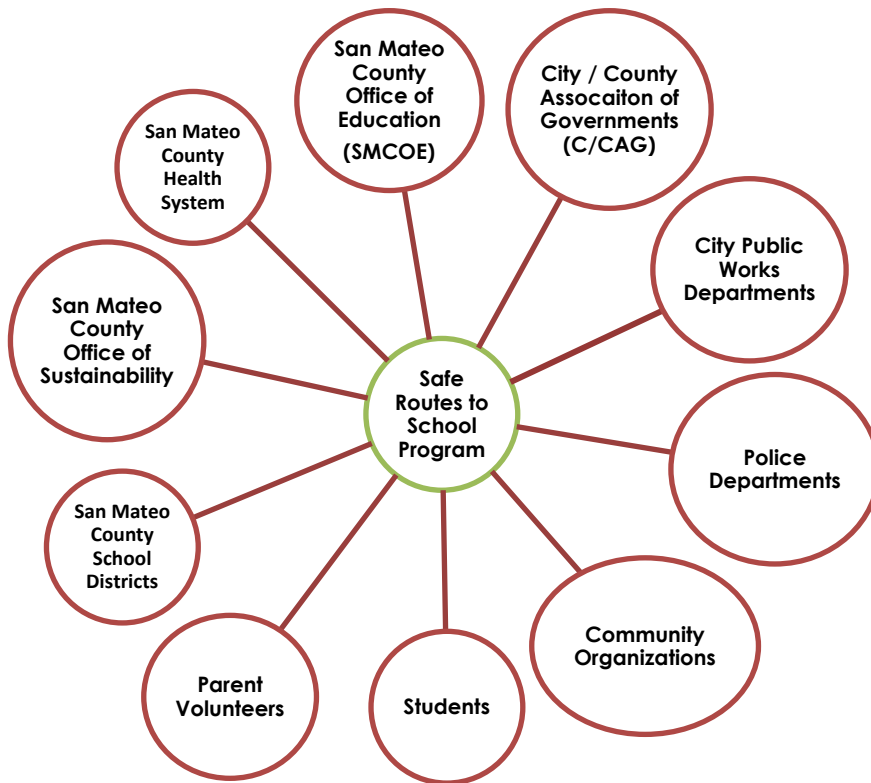 San Mateo
County
Office of
Education
(SMCOE)
City / County
Assocaiton of
Governments
(C/CAG)
San Mateo
County
Health
System
City Public
Works
Departments
San Mateo
County
Office of
Sustainability
Safe
Routes to
School
Program
Police
Departments
San Mateo
County
School
Districts
Community
Organizations
Parent
Volunteers
Students